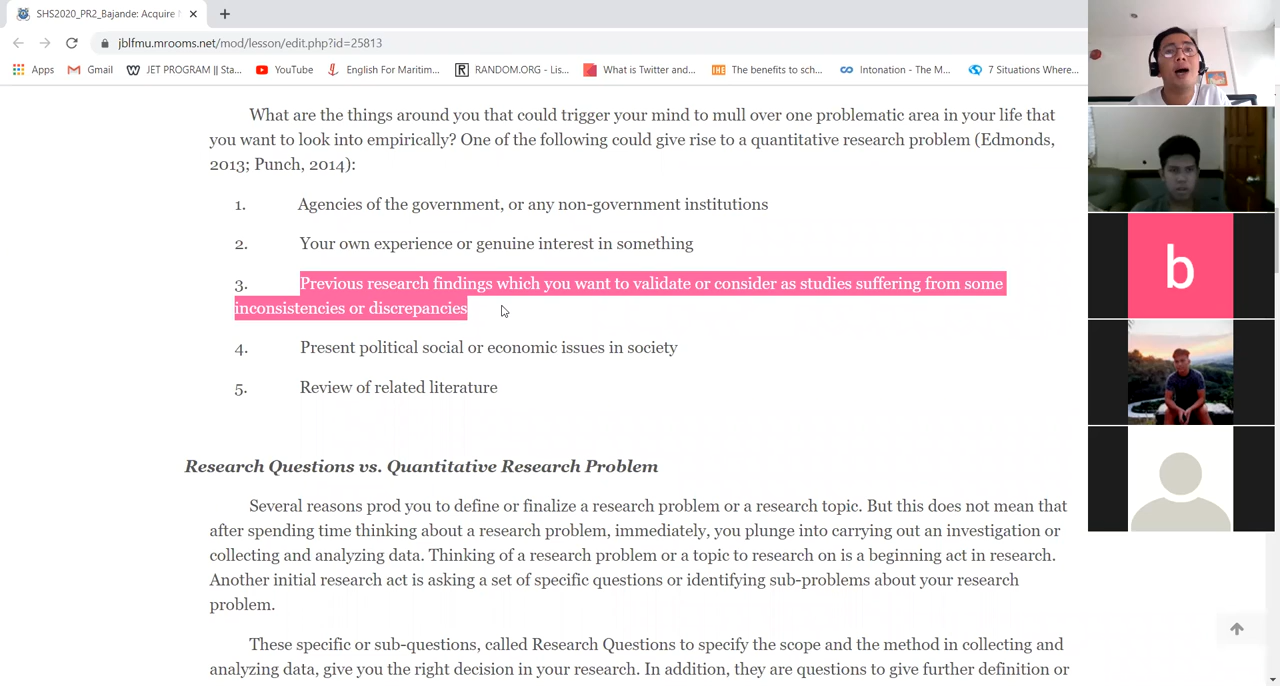 SHS2020_PR2_Bajande: Acquire
jblfmu.mrooms.net/mod/lesson/edit.php?id=25813
Apps Gmail JET PROGRAM || Sta... YouTube English For Maritim... RANDOM.ORG - Lis... What is Twitter and... The benefits to sch... Intonation - The M... 7 Situations Where...
What are the things around you that could trigger your mind to mull over one problematic area in your life that
you want to look into empirically? One of the following could give rise to a quantitative research problem (Edmonds,
2013; Punch, 2014):
1. Agencies of the government, or any non-government institutions
2. Your own experience or genuine interest in something
3. Previous research findings which you want to validate or consider as studies suffering from some
inconsistencies or discrepancies
4. Present political social or economic issues in society
5. Review of related literature
Research Questions vs. Quantitative Research Problem
Several reasons prod you to define or finalize a research problem or a research topic. But this does not mean that
after spending time thinking about a research problem, immediately, you plunge into carrying out an investigation or
collecting and analyzing data. Thinking of a research problem or a topic to research on is a beginning act in research.
Another initial research act is asking a set of specific questions or identifying sub-problems about your research
problem.
These specific or sub-questions, called Research Questions to specify the scope and the method in collecting and
analyzing data, give you the right decision in your research. In addition, they are questions to give further definition or
b